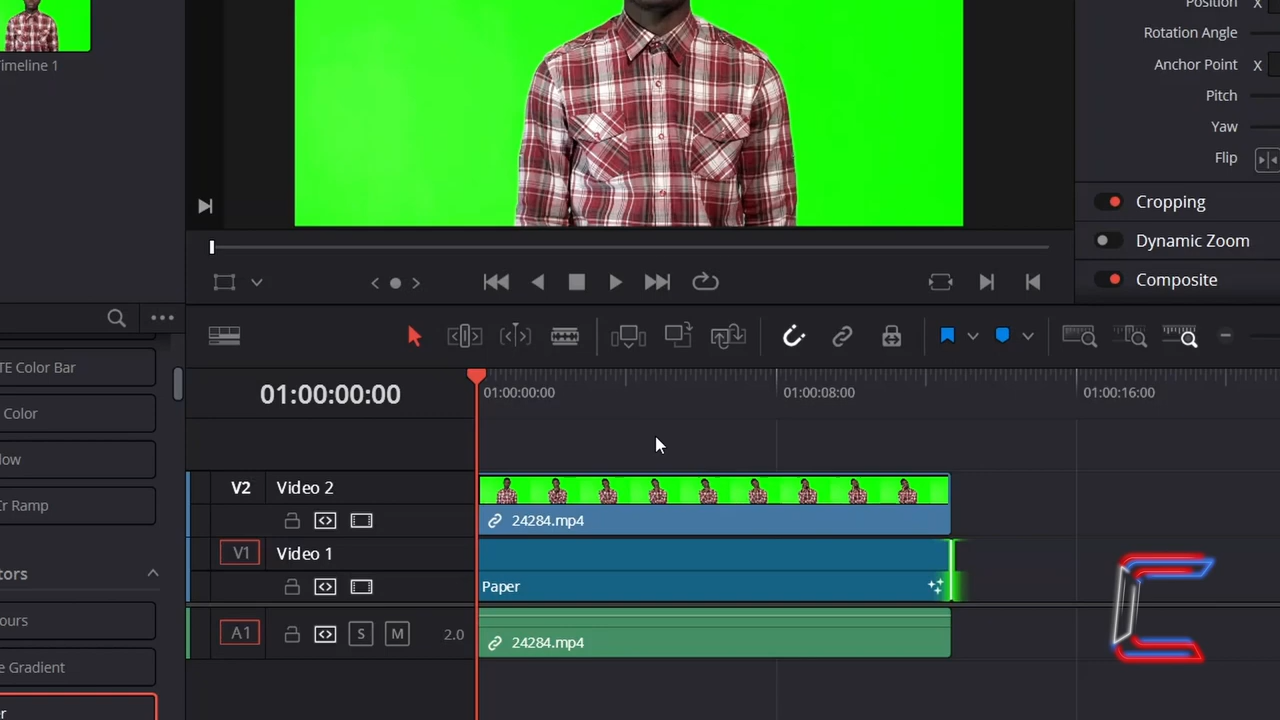 Position X
Rotation Angle
Anchor Point X
Pitch
Yaw
Flip
Cropping
Dynamic Zoom
Composite
imeline 1
TE Color Bar
Color
ow
r Ramp
tors
ours
e Gradient
er
01:00:00:00
01:00:00:00 01:00:08:00 01:00:16:00
V2 Video 2
24284.mp4
V1 Video 1
Paper
A1 S M 2.0
24284.mp4